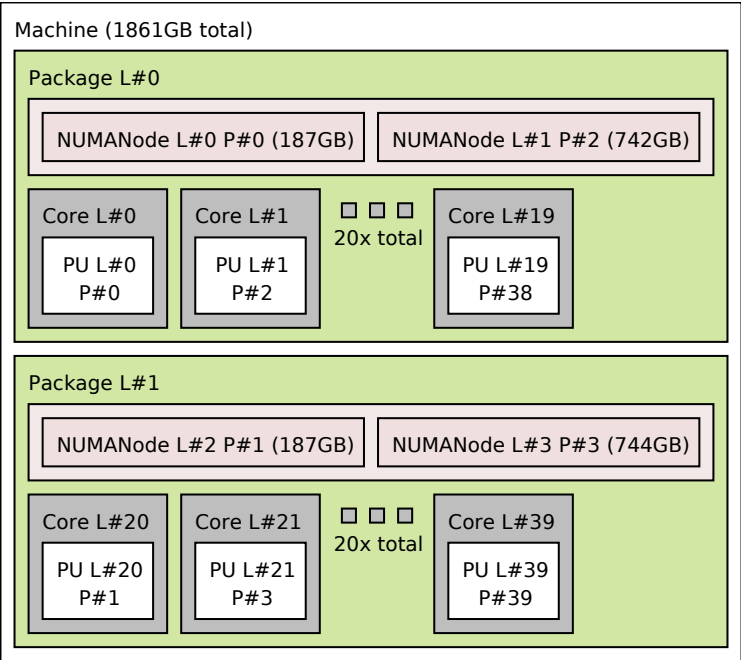 Machine (1861GB total)
Package L#0
NUMANode L#0 P#0 (187GB)
NUMANode L#1 P#2 (742GB)
Core L#0
Core L#1
20x total
Core L#19
PU L#0
P#0
PU L#1
P#2
PU L#19
P#38
Package L#1
NUMANode L#2 P#1 (187GB)
NUMANode L#3 P#3 (744GB)
Core L#20
Core L#21
20x total
Core L#39
PU L#20
P#1
PU L#21
P#3
PU L#39
P#39